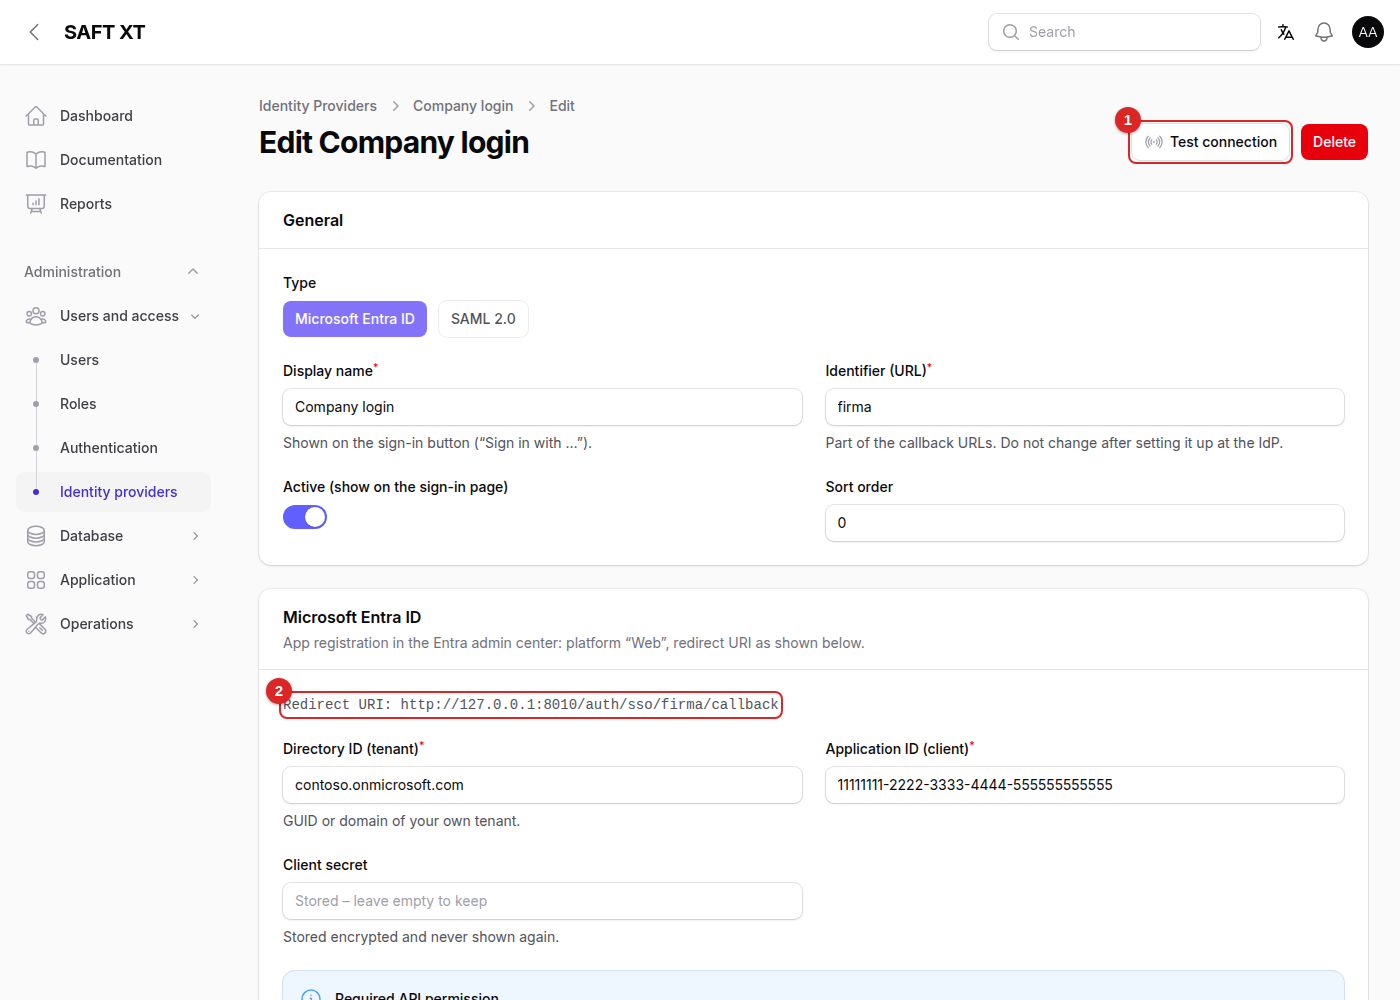 SAFT XT
Search
AA
Dashboard
Documentation
Reports
Administration
Users and access
Users
Roles
Authentication
Identity providers
Database
Application
Operations
Identity Providers > Company login > Edit
Edit Company login
1
Test connection
Delete
General
Type
Microsoft Entra ID
SAML 2.0
Display name*
Identifier (URL)*
Company login
firma
Shown on the sign-in button (“Sign in with ...”).
Part of the callback URLs. Do not change after setting it up at the IdP.
Active (show on the sign-in page)
Sort order
0
Microsoft Entra ID
App registration in the Entra admin center: platform “Web”, redirect URI as shown below.
2
Redirect URI: http://127.0.0.1:8010/auth/sso/firma/callback
Directory ID (tenant)*
Application ID (client)*
contoso.onmicrosoft.com
11111111-2222-3333-4444-555555555555
GUID or domain of your own tenant.
Client secret
Stored – leave empty to keep
Stored encrypted and never shown again.
Required API permission